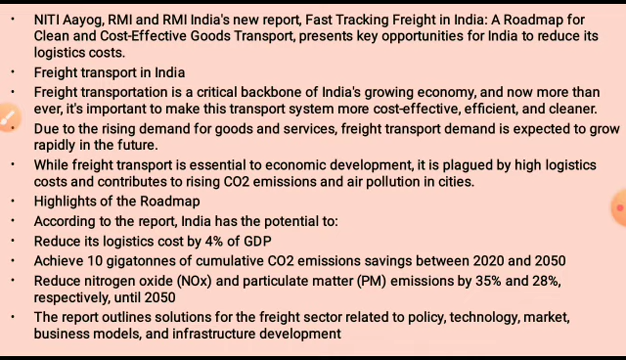 • NITI Aayog, RMI and RMI India's new report, Fast Tracking Freight in India: A Roadmap for
Clean and Cost-Effective Goods Transport, presents key opportunities for India to reduce its
logistics costs.
• Freight transport in India
• Freight transportation is a critical backbone of India's growing economy, and now more than
ever, it's important to make this transport system more cost-effective, efficient, and cleaner.
• Due to the rising demand for goods and services, freight transport demand is expected to grow
rapidly in the future.
• While freight transport is essential to economic development, it is plagued by high logistics
costs and contributes to rising CO2 emissions and air pollution in cities.
• Highlights of the Roadmap
• According to the report, India has the potential to:
• Reduce its logistics cost by 4% of GDP
• Achieve 10 gigatonnes of cumulative CO2 emissions savings between 2020 and 2050
• Reduce nitrogen oxide (NOx) and particulate matter (PM) emissions by 35% and 28%,
respectively, until 2050
• The report outlines solutions for the freight sector related to policy, technology, market,
business models, and infrastructure development